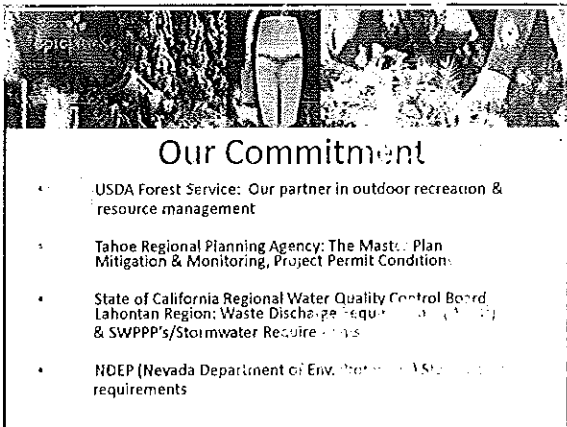 Our Commitment
USDA Forest Service: Our partner in outdoor recreation &
resource management
Tahoe Regional Planning Agency: The Master Plan
Mitigation & Monitoring, Project Permit Conditions
State of California Regional Water Quality Control Board
Lahontan Region: Waste Discharge
& SWPPP's/Stormwater Requirements
NDEP (Nevada Department of Env.
requirements